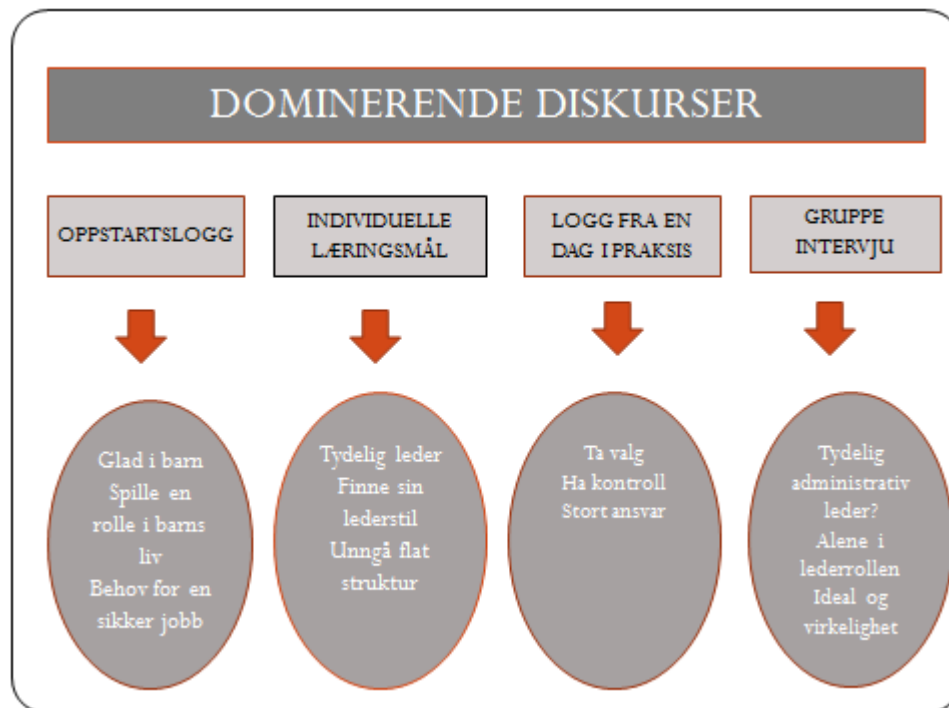 DOMINERENDE DISKURSER
OPPSTARTSLOGG
INDIVIDUELLE
LÆRINGSMÅL
LOGG FRA EN
DAG I PRAKSIS
GRUPPE
INTERVJU
Glad i barn
Spille en
rolle i barns
liv
Behov for en
sikker jobb
Tydelig leder
Finne sin
lederstil
Unngå flat
struktur
Ta valg
Ha kontroll
Stort ansvar
Tydelig
administrativ
leder?
Alene i
lederrollen
Ideal og
virkelighet